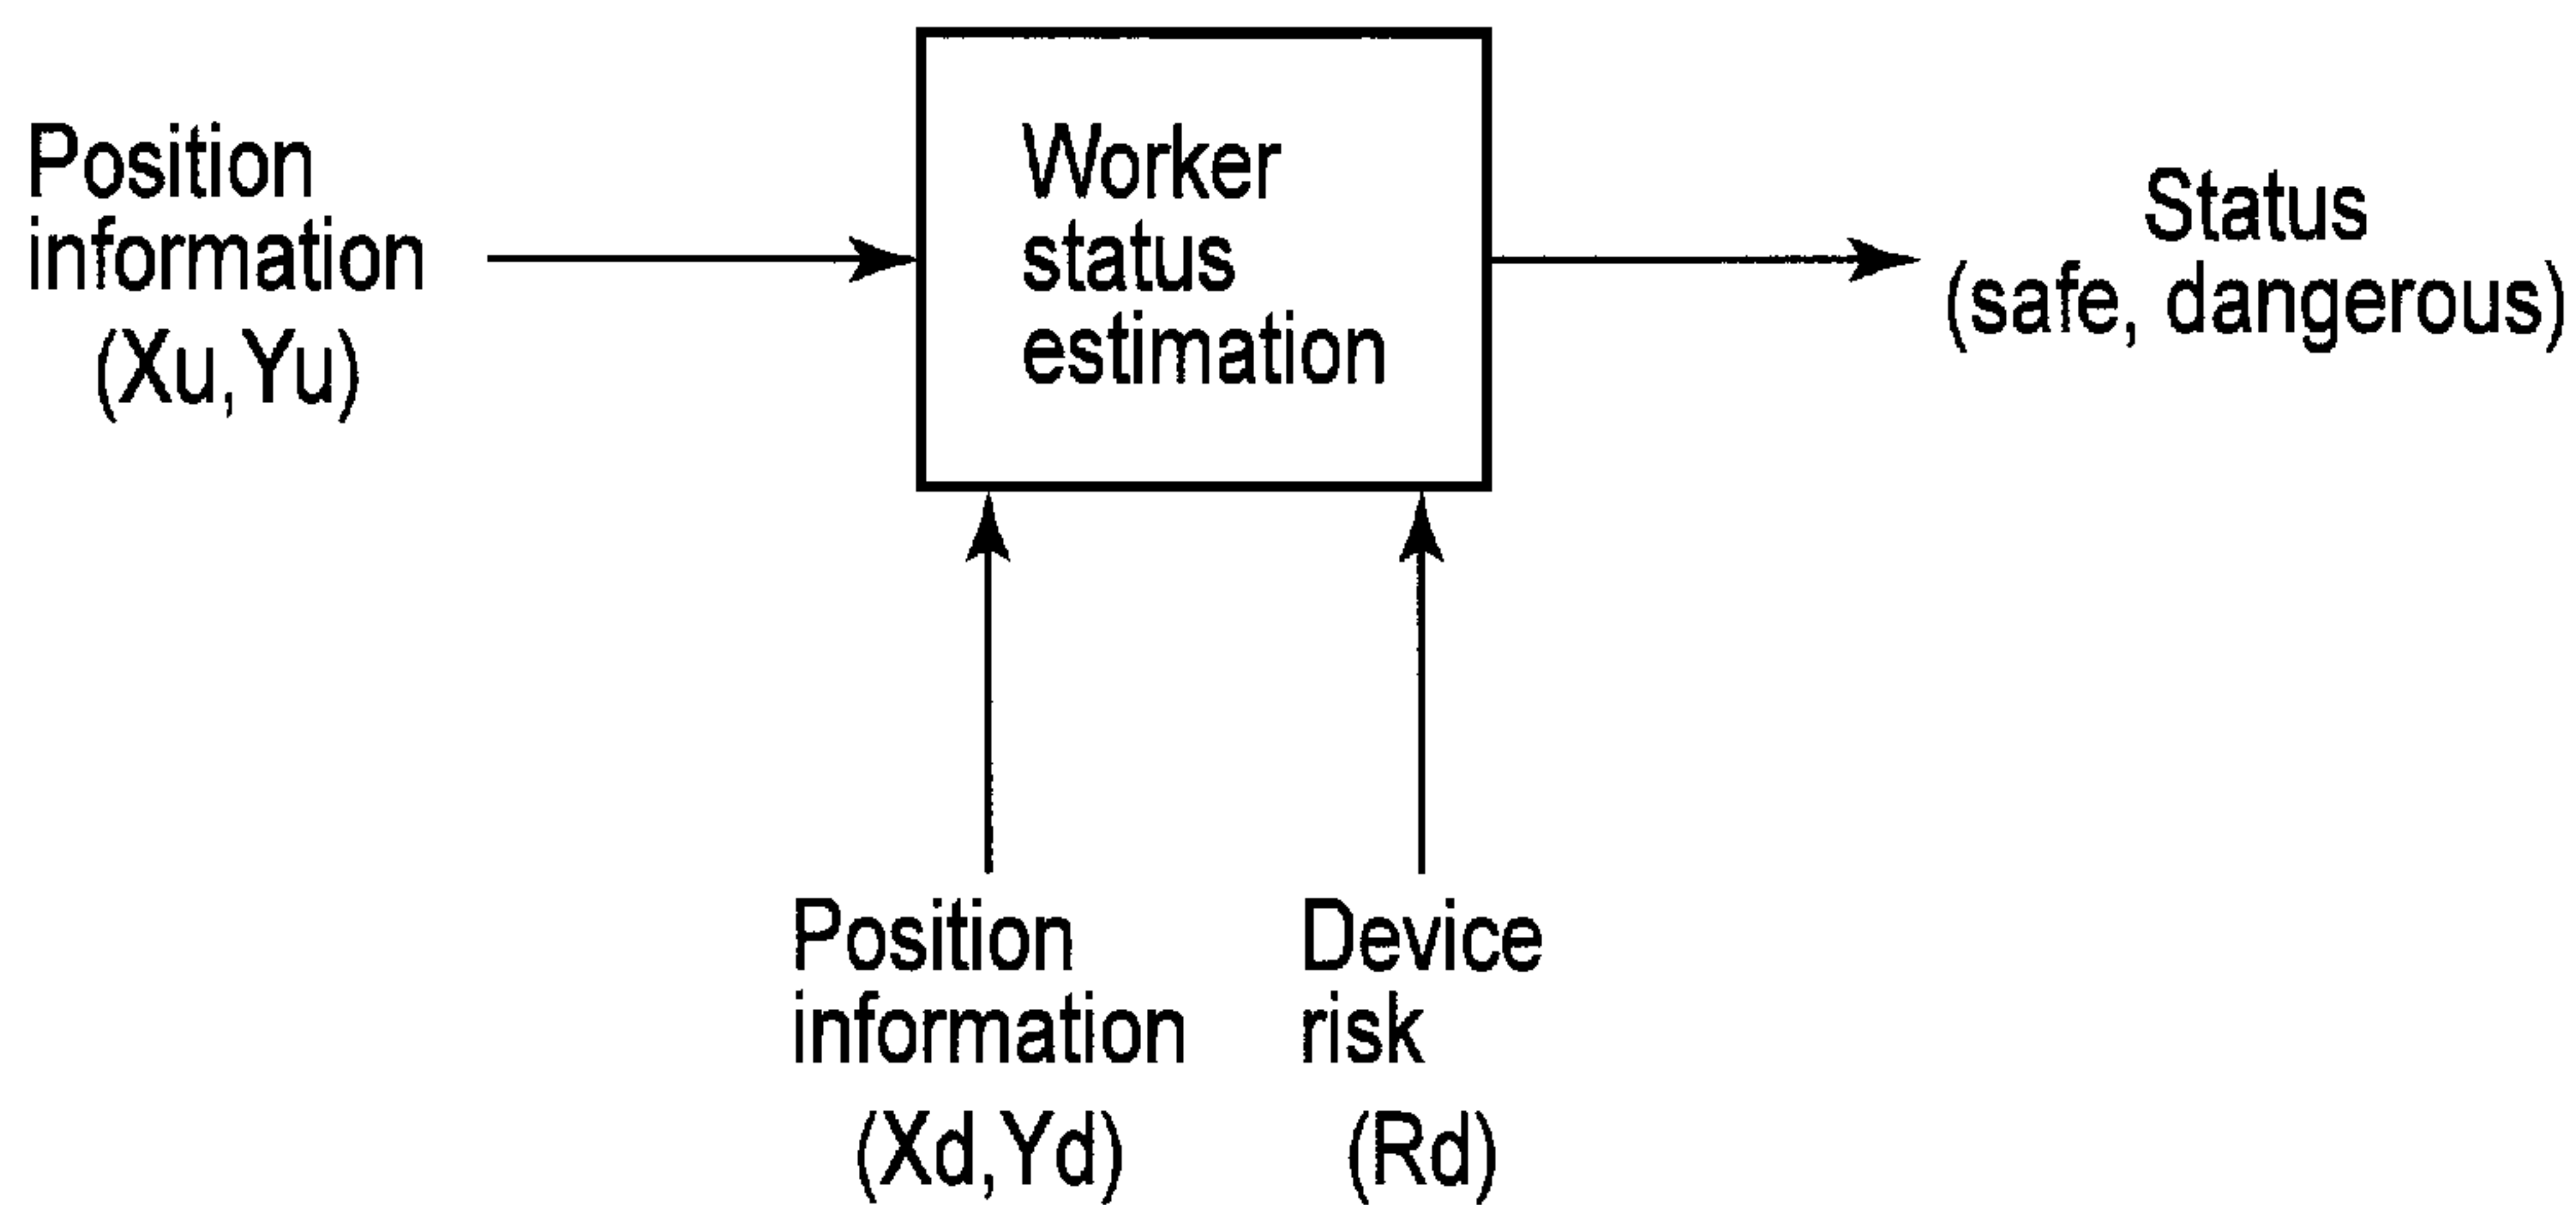 Position
information
(Xu,Yu)
Worker
status
estimation
Status
(safe, dangerous)
Position
information
(Xd,Yd)
Device
risk
(Rd)